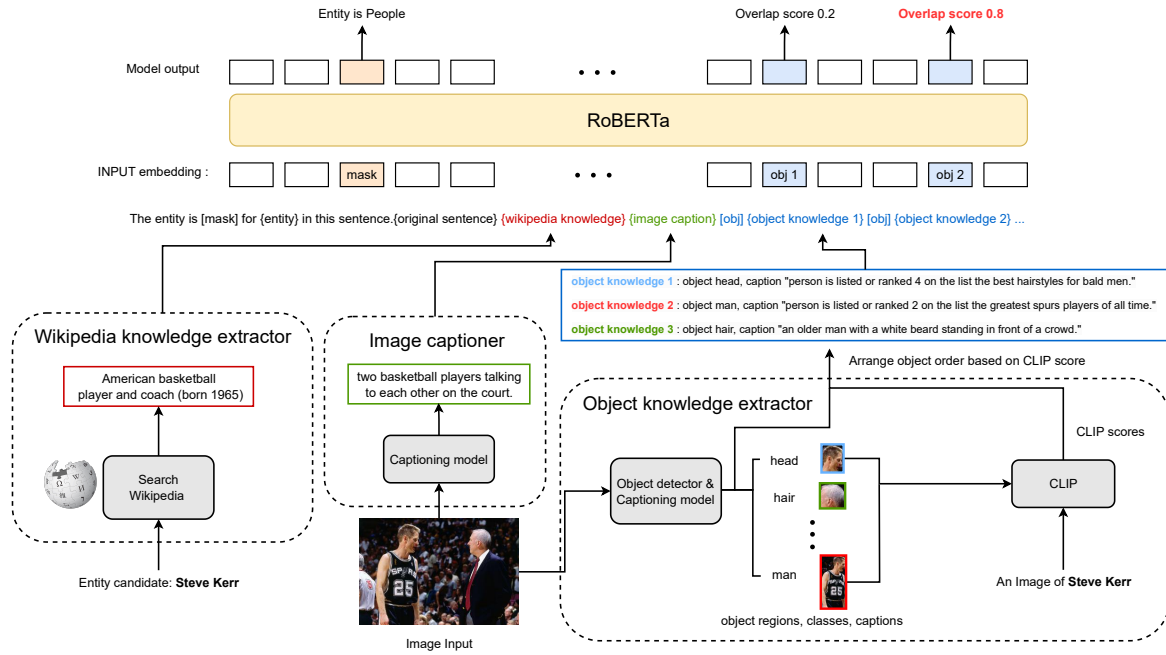 Entity is People
Overlap score 0.2
Overlap score 0.8
Model output
RoBERTa
INPUT embedding :
mask
obj 1
obj 2
The entity is [mask] for {entity} in this sentence.{original sentence} {wikipedia knowledge} {image caption} [obj] {object knowledge 1} [obj] {object knowledge 2} ...
object knowledge 1 : object head, caption "person is listed or ranked 4 on the list the best hairstyles for bald men."
object knowledge 2 : object man, caption "person is listed or ranked 2 on the list the greatest spurs players of all time."
object knowledge 3 : object hair, caption "an older man with a white beard standing in front of a crowd."
Wikipedia knowledge extractor
American basketball
player and coach (born 1965)
Search
Wikipedia
Entity candidate: Steve Kerr
Image captioner
two basketball players talking
to each other on the court.
Captioning model
SPURS
25
Image Input
Arrange object order based on CLIP score
Object knowledge extractor
Object detector &
Captioning model
head
hair
man
25
object regions, classes, captions
CLIP scores
CLIP
An Image of Steve Kerr